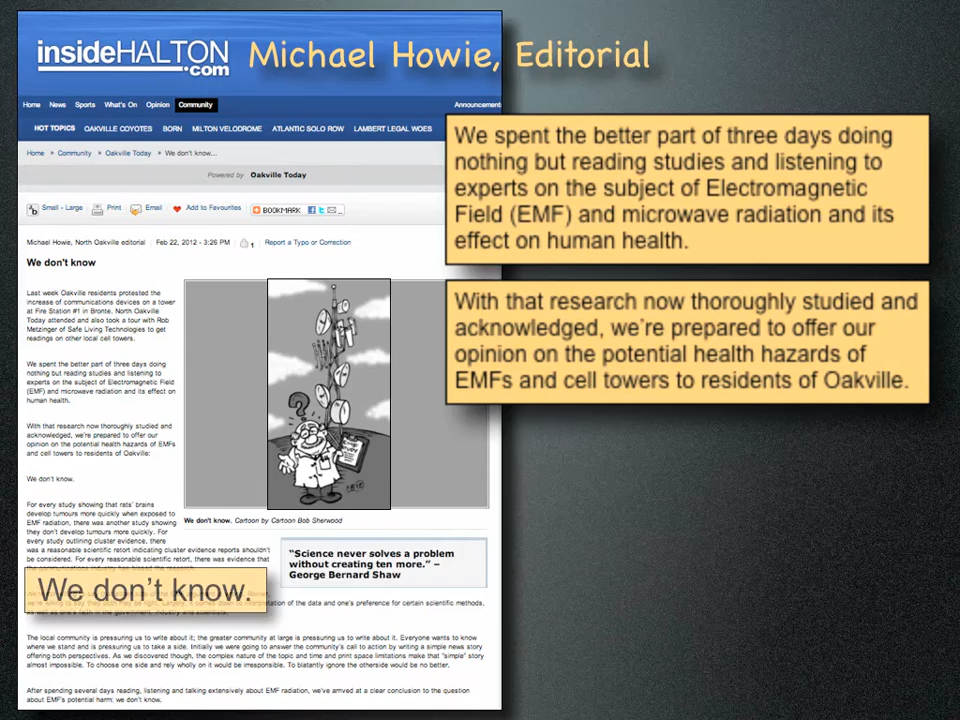 insideHALTON
.com
Michael Howie, Editorial
Home News Sports What's On Opinion Community Announcements
HOT TOPICS OAKVILLE COYOTES BORN MILTON VELODROME ATLANTIC SOLO ROW LAMBERT LEGAL WOES
Home » Community » Oakville Today » We don't know...
Powered by Oakville Today
Small - Large Print Email Add to Favourites BOOKMARK
Michael Howie, North Oakville editorial Feb 22, 2012 - 3:26 PM 1 Report a Typo or Correction
We don't know
Last week Oakville residents protested the
increase of communications devices on a tower
at Fire Station #1 in Bronte. North Oakville
Today attended and also took a tour with Rob
Metzinger of Safe Living Technologies to get
readings on other local cell towers.
We spent the better part of three days doing
nothing but reading studies and listening to
experts on the subject of Electromagnetic Field
(EMF) and microwave radiation and its effect on
human health.
With that research now thoroughly studied and
acknowledged, we're prepared to offer our
opinion on the potential health hazards of EMFs
and cell towers to residents of Oakville:
We don't know.
For every study showing that rats' brains
develop tumours more quickly when exposed to
EMF radiation, there was another study showing
they don't develop tumours more quickly. For
every study outlining cluster evidence, there
was a reasonable scientific retort indicating cluster evidence reports shouldn't
be considered. For every reasonable scientific retort, there was evidence that
the communications industry has biased the research.
interpretation of the data and one's preference for certain scientific methods,
The local community is pressuring us to write about it; the greater community at large is pressuring us to write about it. Everyone wants to
know where we stand and is pressuring us to take a side. Initially we were going to answer the community's call to action by writing a simple news story
offering both perspectives. As we discovered though, the complex nature of the topic and time and print space limitations make that "simple" story
almost impossible. To choose one side and rely wholly on it would be irresponsible. To blatantly ignore the otherside would be no better.
After spending several days reading, listening and talking extensively about EMF radiation, we've arrived at a clear conclusion to the question
about EMF's potential harm: we don't know.
We don't know. Cartoon by Cartoon Bob Sherwood
"Science never solves a problem
without creating ten more." –
George Bernard Shaw
We spent the better part of three days doing
nothing but reading studies and listening to
experts on the subject of Electromagnetic
Field (EMF) and microwave radiation and its
effect on human health.
With that research now thoroughly studied and
acknowledged, we're prepared to offer our
opinion on the potential health hazards of
EMFs and cell towers to residents of Oakville.
We don't know.